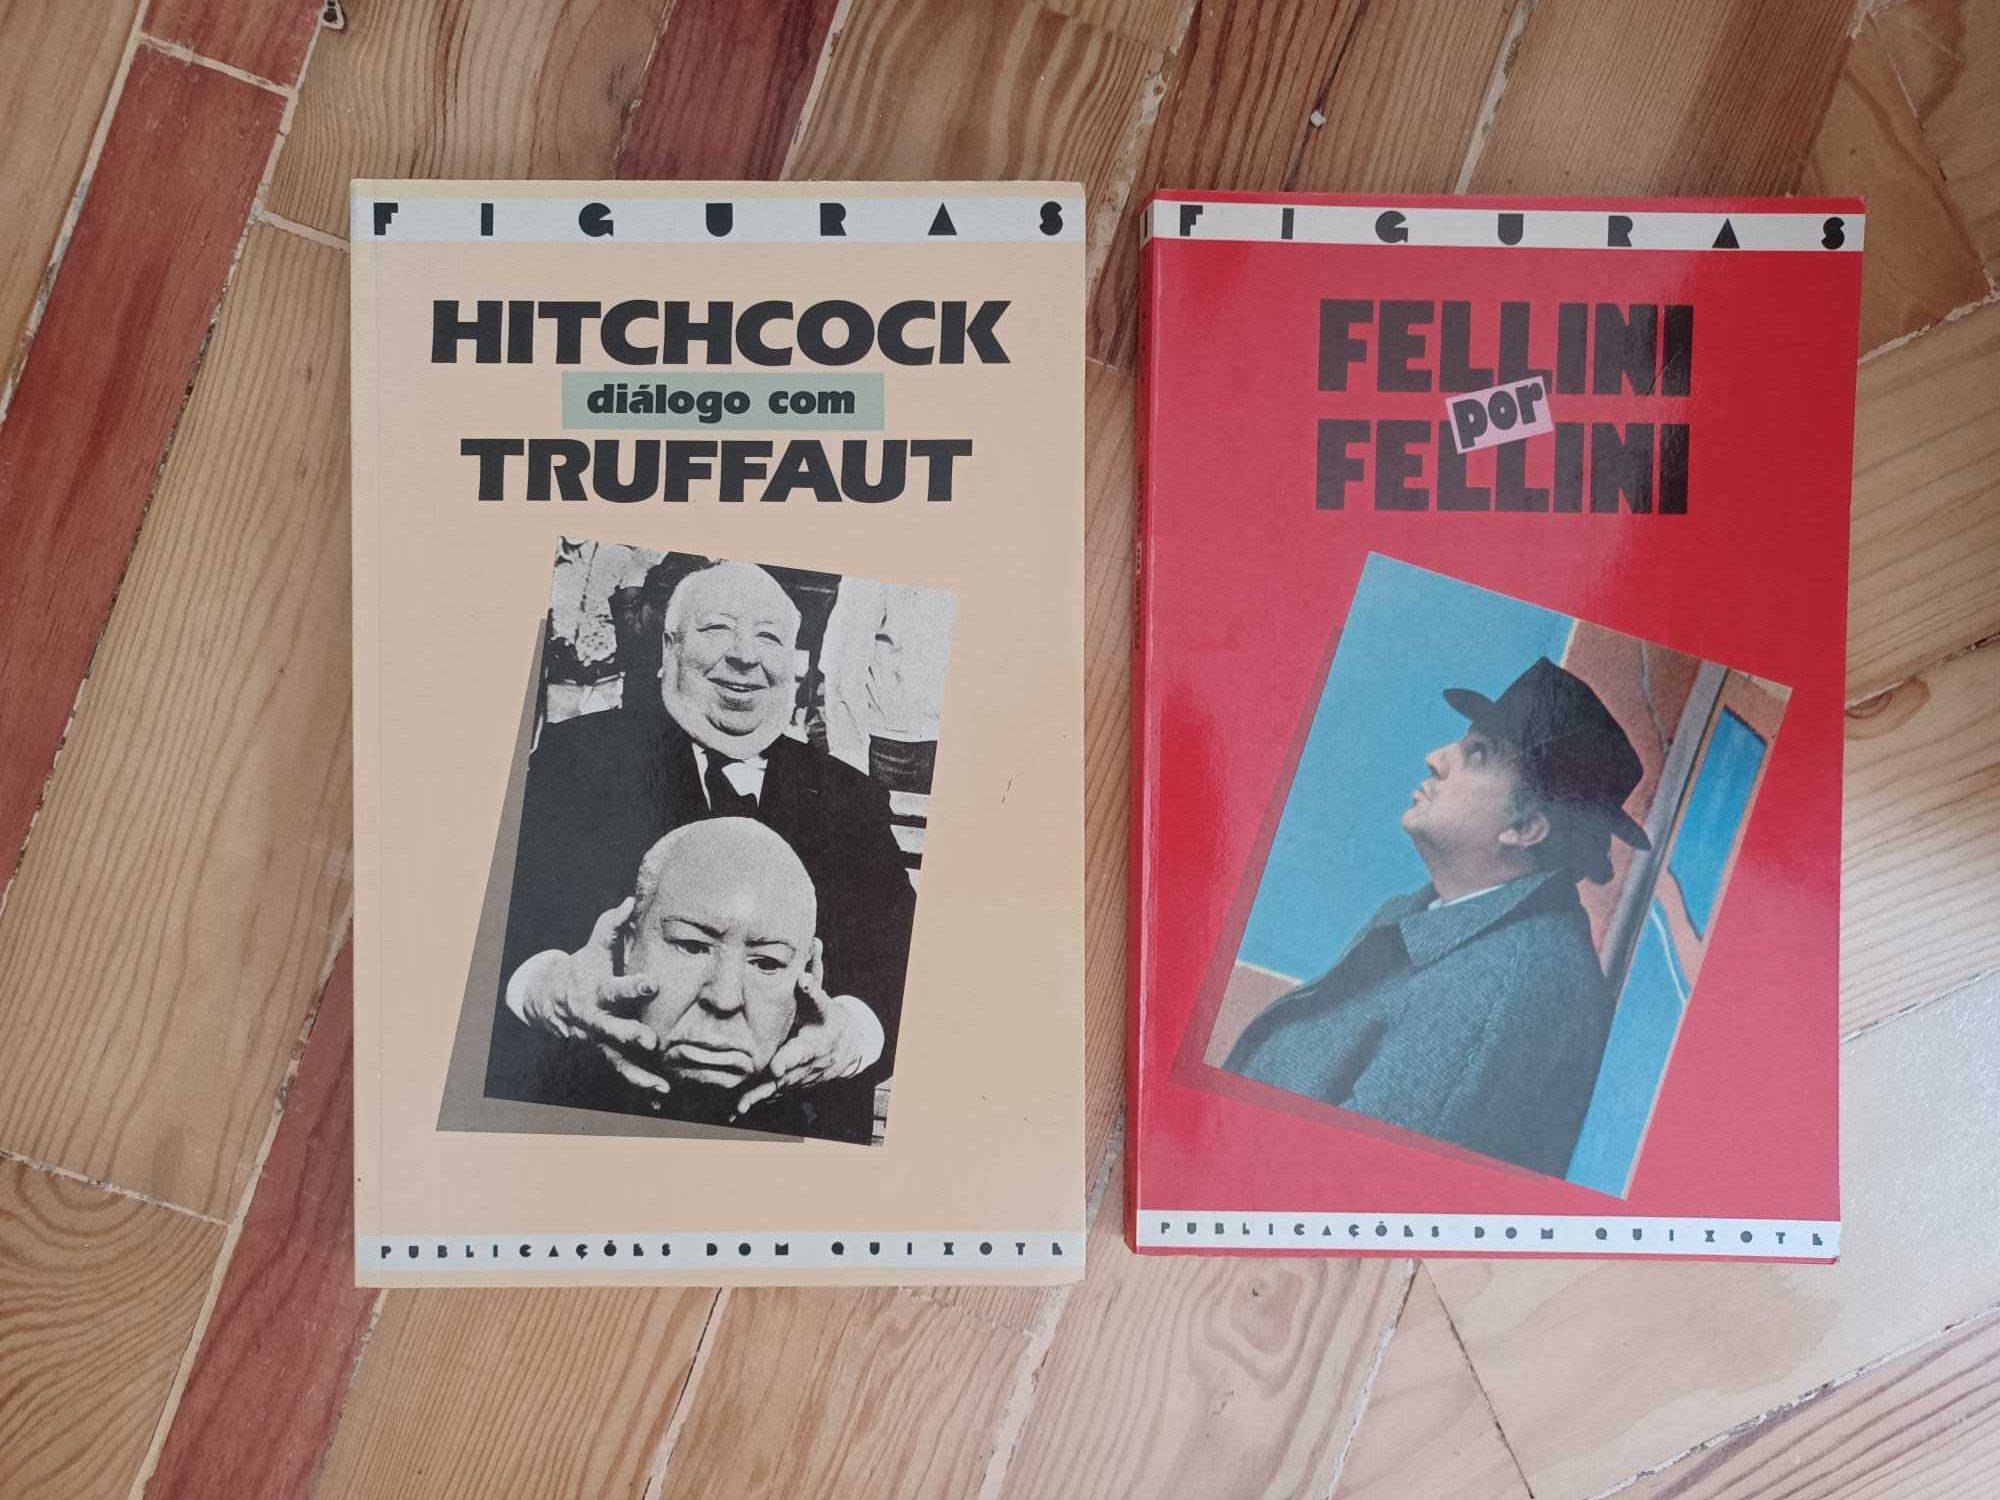 FIGURAS
HITCHCOCK
diálogo com
TRUFFAUT
PUBLICAÇÕES DOM QUIXOTE
FIGURAS
FELLINI
por
FELLINI
PUBLICAÇÕES DOM QUIXOTE